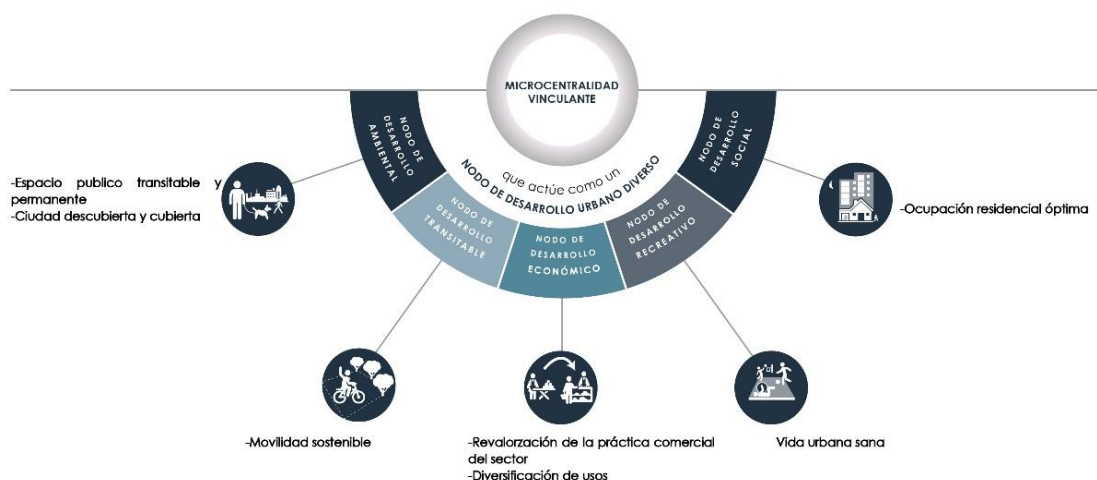 MICROCENTRALIDAD
VINCULANTE
que actúe como un
NODO DE DESARROLLO URBANO DIVERSO
NODO DE
DESARROLLO
AMBIENTAL
NODO DE
DESARROLLO
TRANSITABLE
NODO DE
DESARROLLO
ECONÓMICO
NODO DE
DESARROLLO
RECREATIVO
NODO DE
DESARROLLO
SOCIAL
-Espacio publico transitable y
permanente
-Ciudad descubierta y cubierta
-Movilidad sostenible
-Revalorzación de la práctica comercial
del sector
-Diversificación de usos
Vida urbana sana
-Ocupación residencial óptima